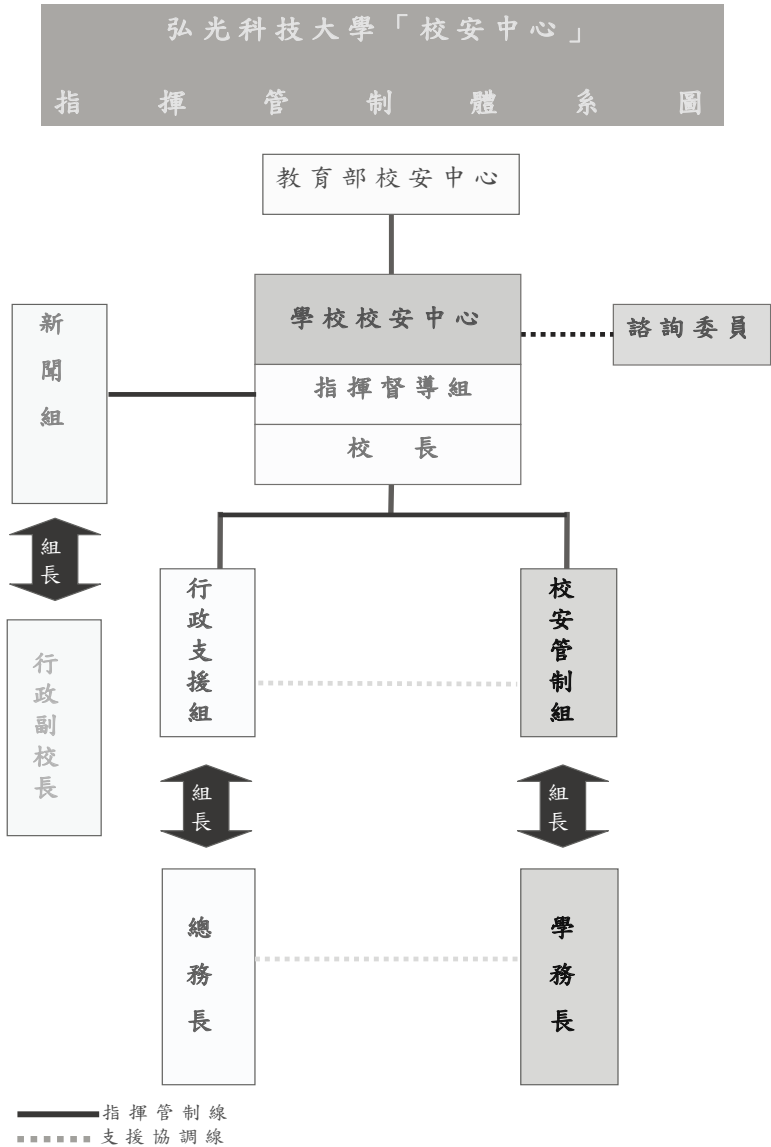 弘光科技大學「校安中心」
指揮管制體系圖
教育部校安中心
學校校安中心
指揮督導組
校長
諮詢委員
新聞組
組長
行政副校長
行政支援組
校安管制組
組長
組長
總務長
學務長
指揮管制線
支援協調線